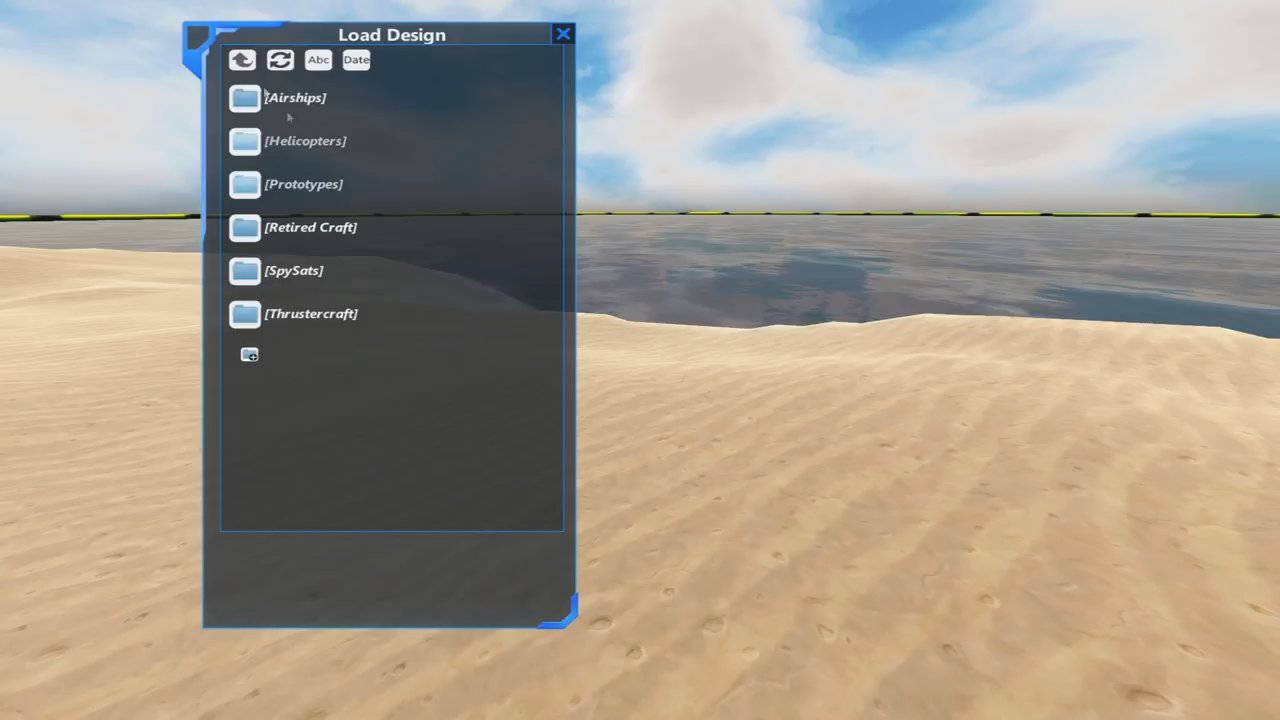 Load Design
Abc Date
[Airships]
[Helicopters]
[Prototypes]
[Retired Craft]
[SpySats]
[Thrustercraft]